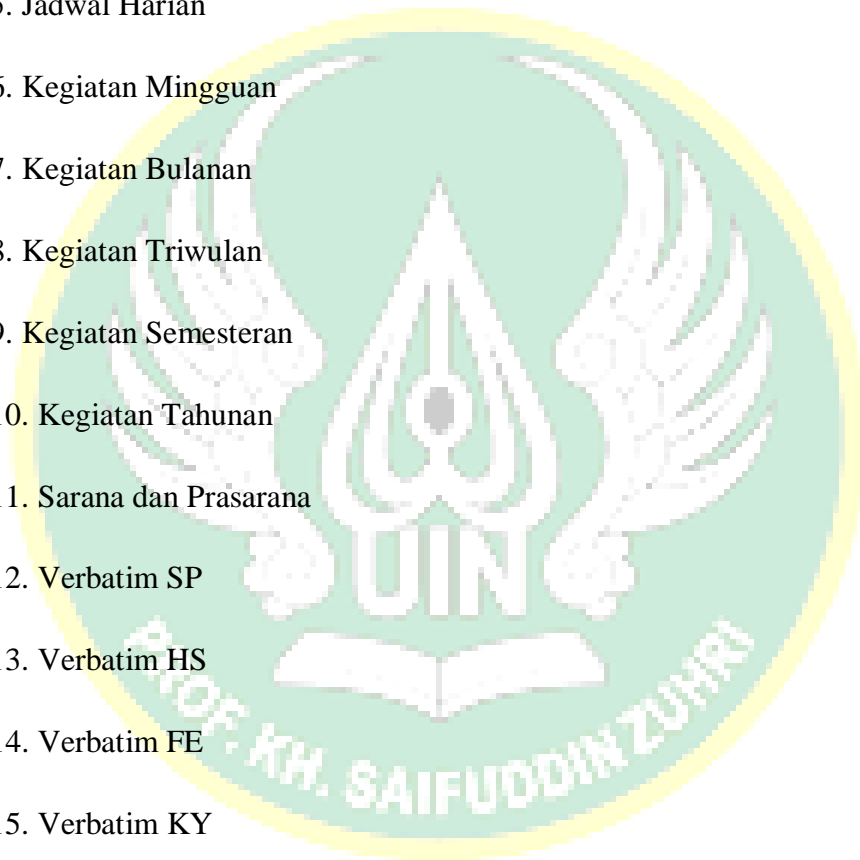 5. Jadwal Harian
6. Kegiatan Mingguan
7. Kegiatan Bulanan
8. Kegiatan Triwulan
9. Kegiatan Semesteran
10. Kegiatan Tahunan
11. Sarana dan Prasarana
12. Verbatim SP
13. Verbatim HS
14. Verbatim FE
15. Verbatim KY
UIN
PROF. KH. SAIFUDDIN ZUHRI